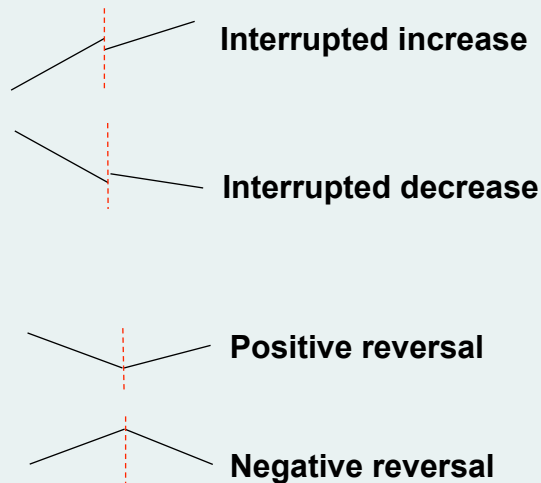 Interrupted increase
Interrupted decrease
Positive reversal
Negative reversal